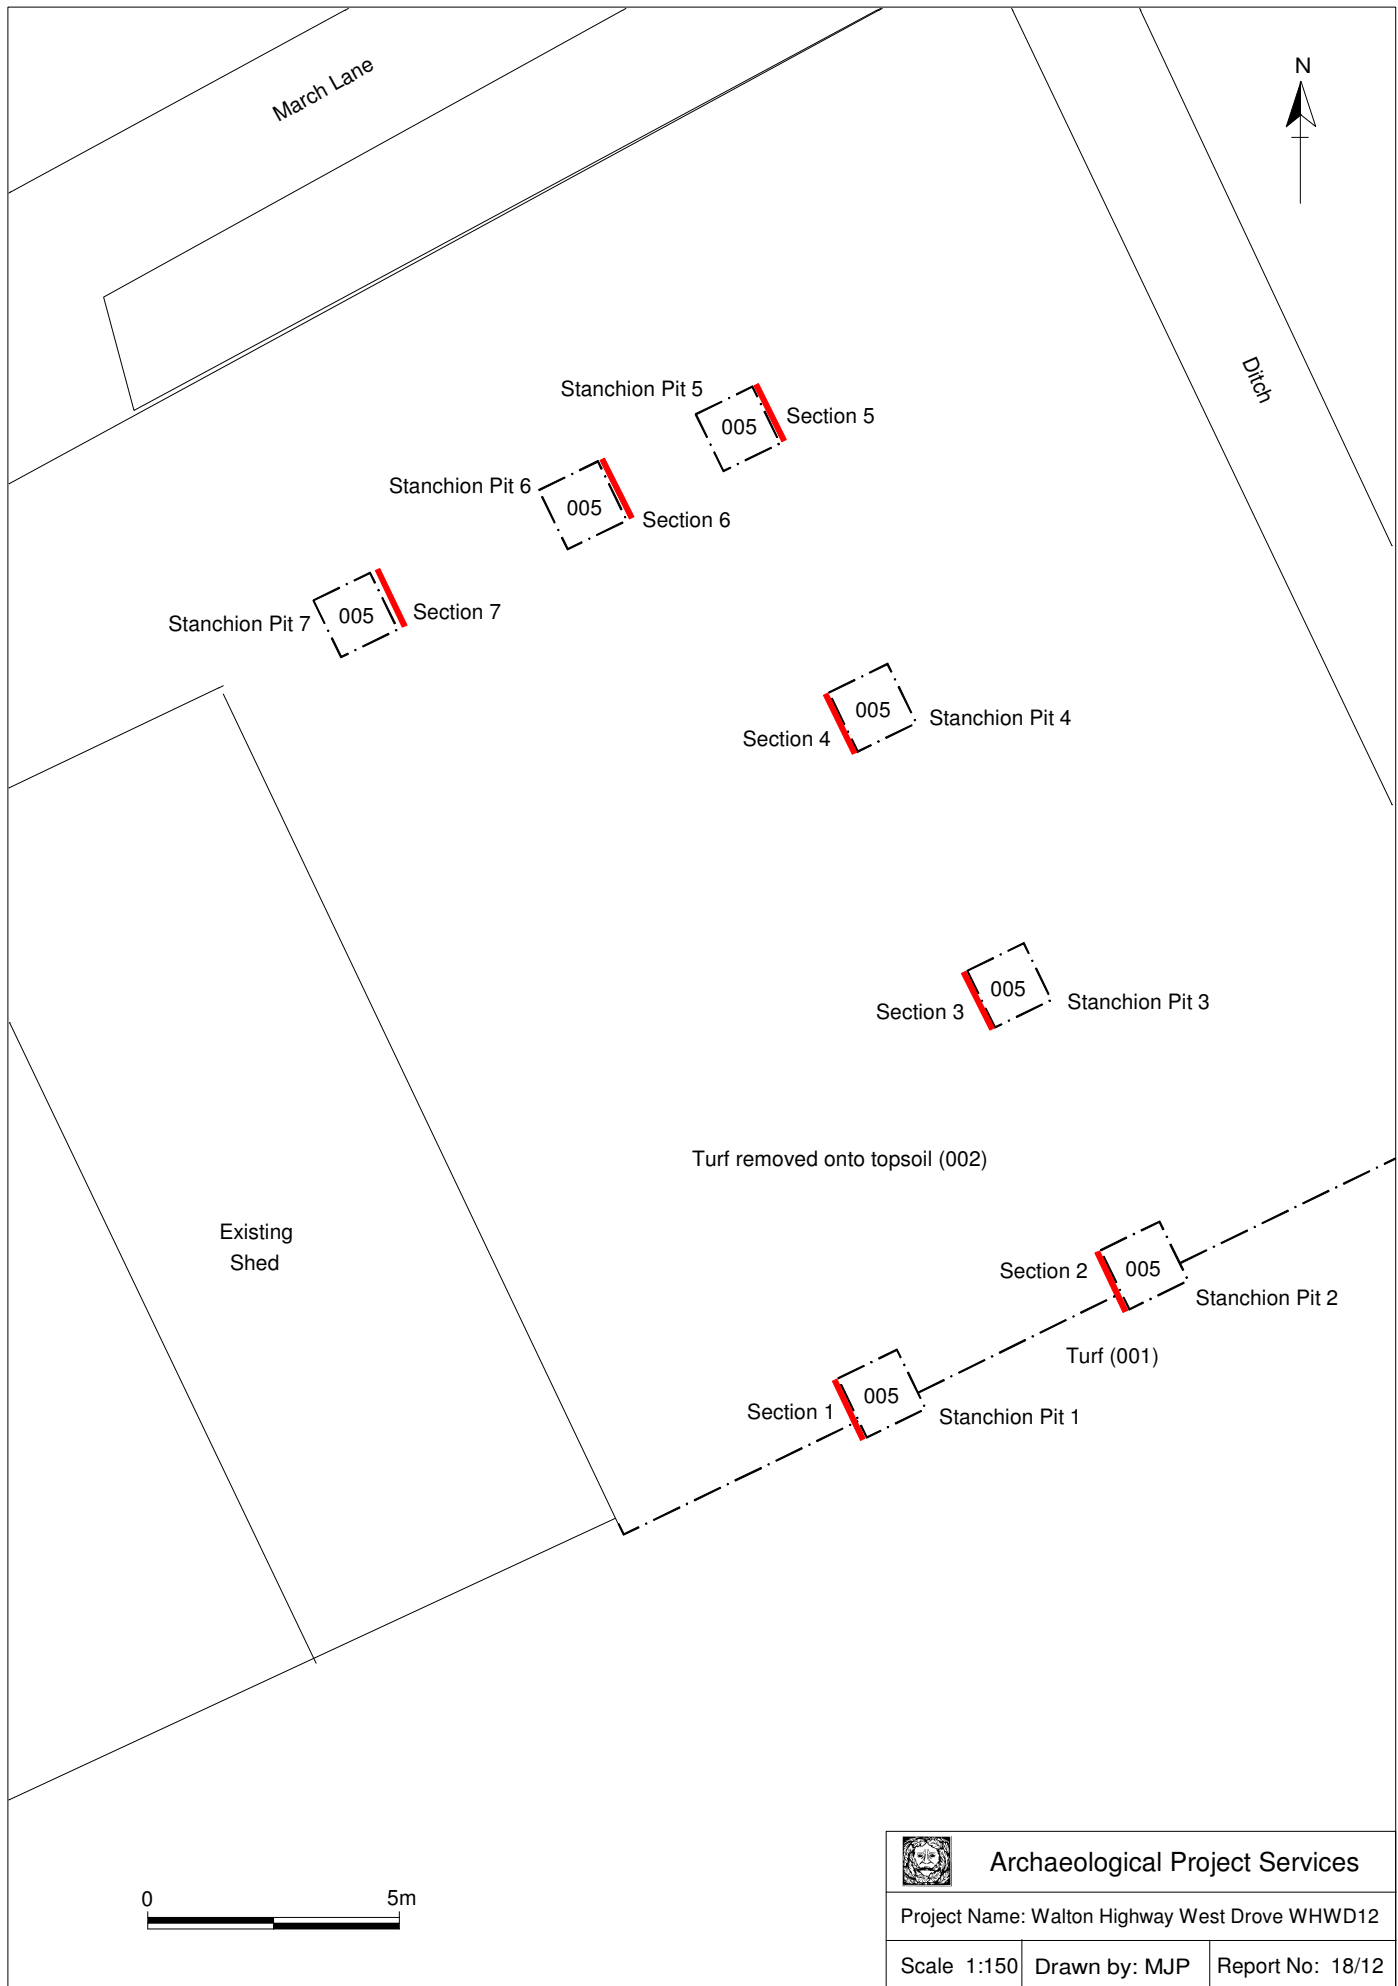 March Lane
N
Ditch
Stanchion Pit 5
005
Section 5
Stanchion Pit 6
005
Section 6
Stanchion Pit 7
005
Section 7
005
Section 4
Stanchion Pit 4
005
Section 3
Stanchion Pit 3
Turf removed onto topsoil (002)
Existing
Shed
Section 2
005
Stanchion Pit 2
Turf (001)
Section 1
005
Stanchion Pit 1
0
5m
Archaeological Project Services
Project Name: Walton Highway West Drove WHWD12
Scale 1:150
Drawn by: MJP
Report No: 18/12